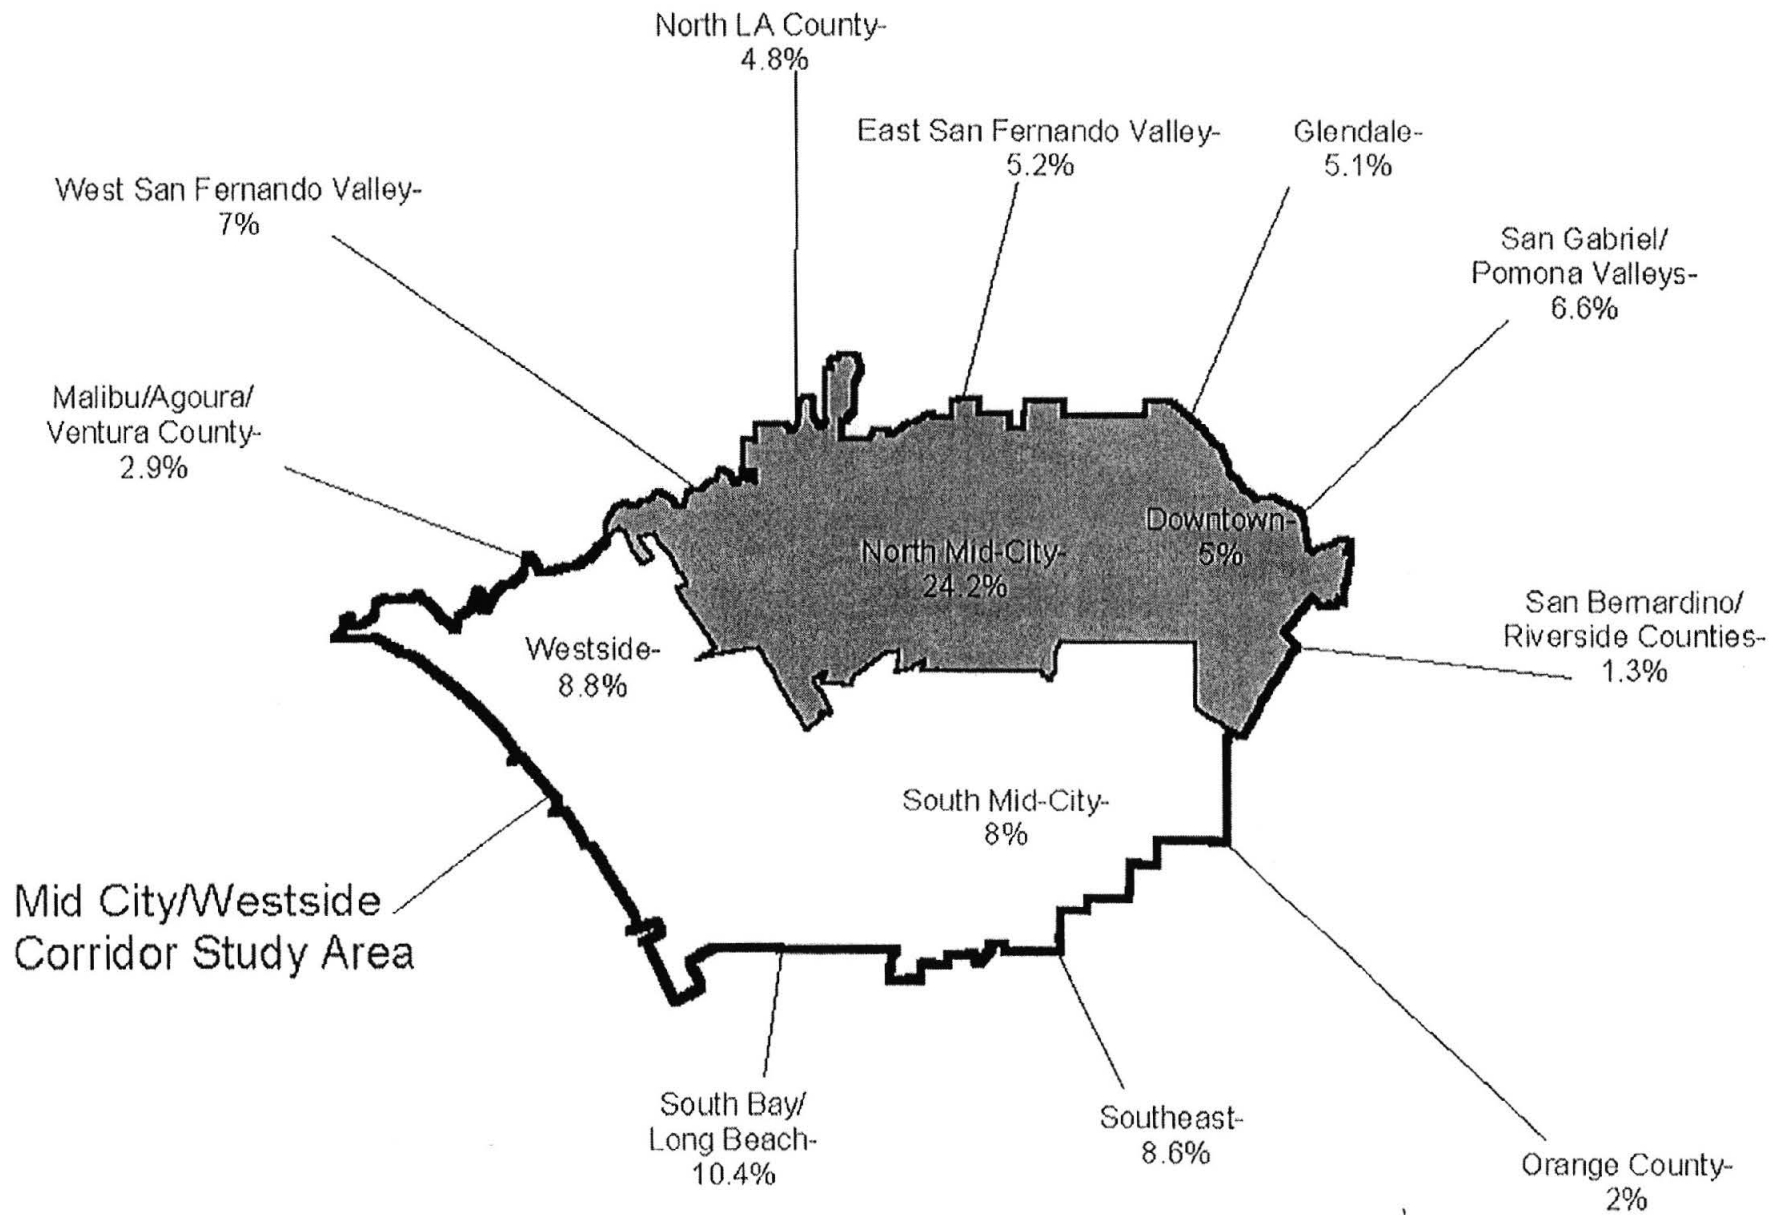 North LA County-
4.8%
East San Fernando Valley-
5.2%
Glendale-
5.1%
West San Fernando Valley-
7%
San Gabriel/
Pomona Valleys-
6.6%
Malibu/Agoura/
Ventura County-
2.9%
Downtown-
5%
North Mid-City-
24.2%
San Bernardino/
Riverside Counties-
1.3%
Westside-
8.8%
South Mid-City-
8%
Mid City/Westside
Corridor Study Area
South Bay/
Long Beach-
10.4%
Southeast-
8.6%
Orange County-
2%